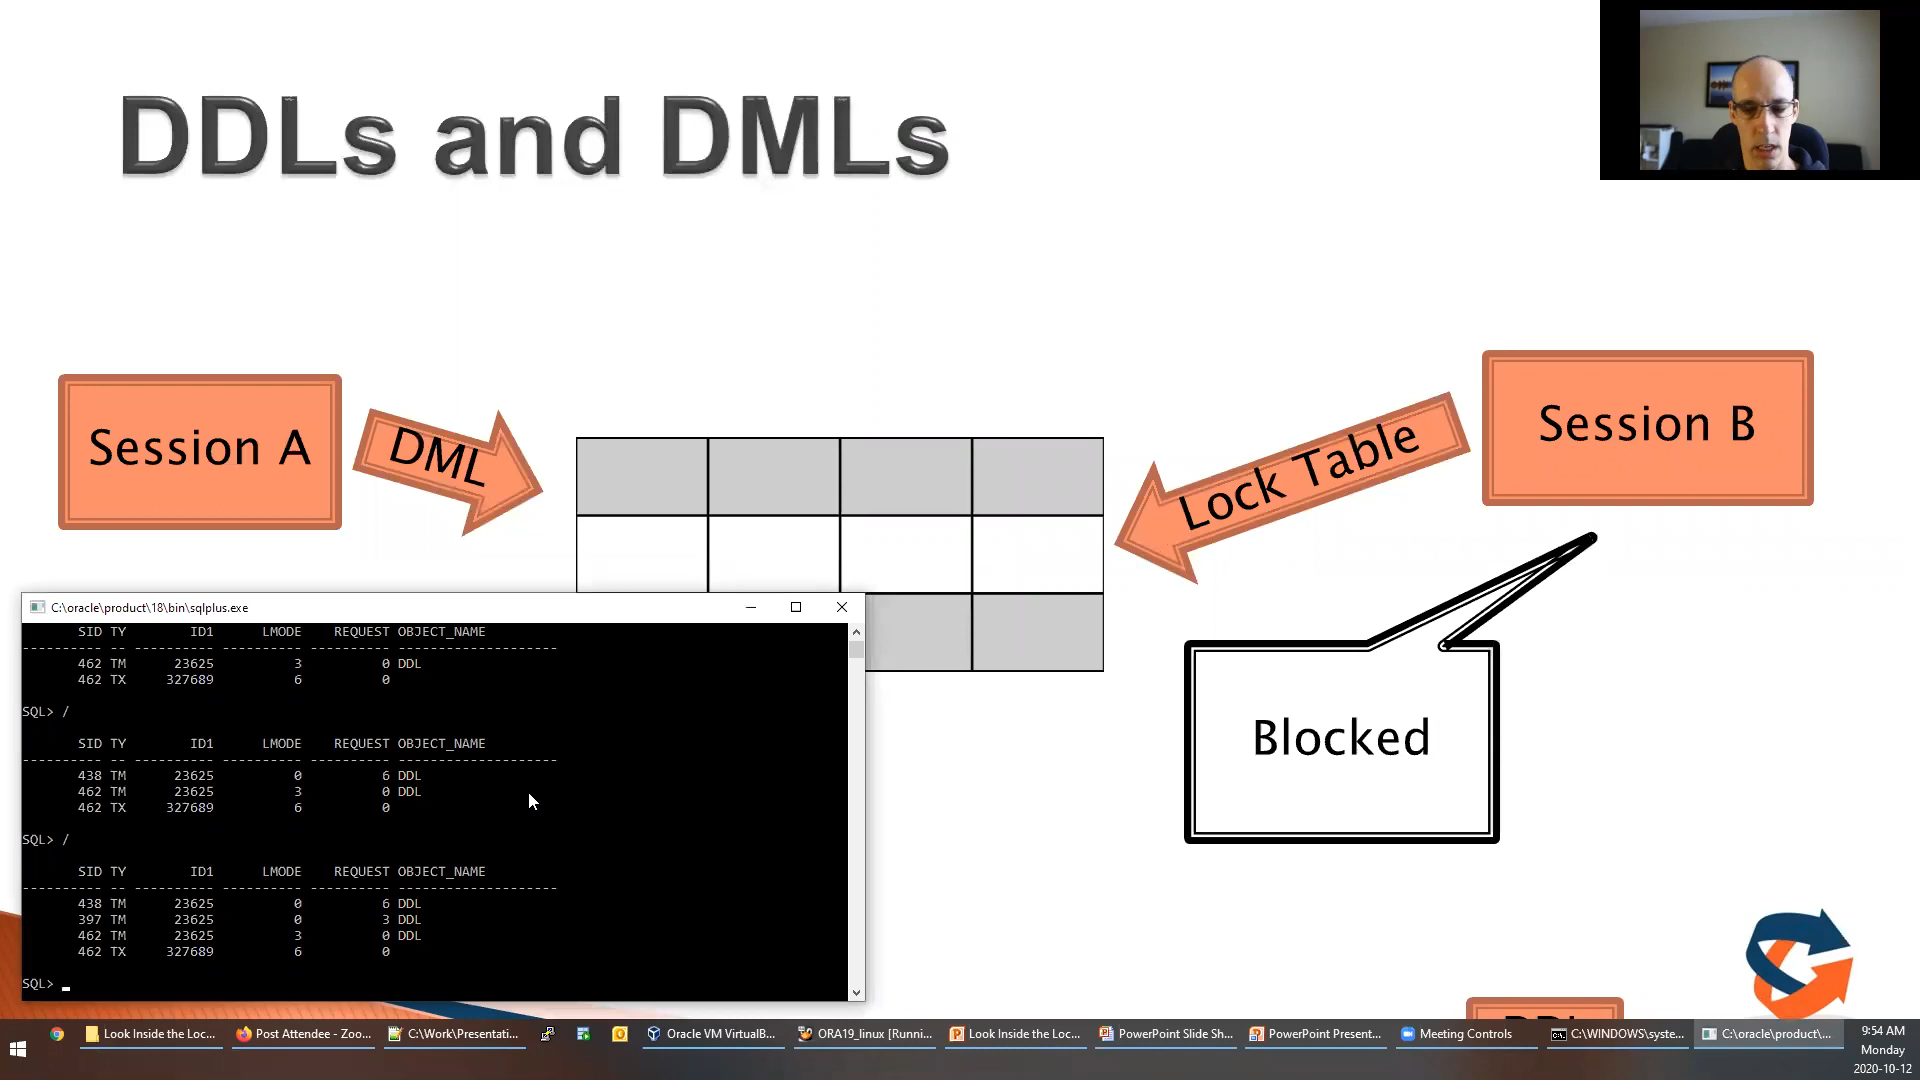 DDLs and DMLs
Session A
DML
Lock Table
Session B
Blocked
C:\oracle\product\18\bin\sqlplus.exe
SID TY ID1 LMODE REQUEST OBJECT_NAME
---------- -- ---------- ---------- ---------- --------------------
462 TM 23625 3 0 DDL
462 TX 327689 6 0
SQL> /
SID TY ID1 LMODE REQUEST OBJECT_NAME
---------- -- ---------- ---------- ---------- --------------------
438 TM 23625 0 6 DDL
462 TM 23625 3 0 DDL
462 TX 327689 6 0
SQL> /
SID TY ID1 LMODE REQUEST OBJECT_NAME
---------- -- ---------- ---------- ---------- --------------------
438 TM 23625 0 6 DDL
397 TM 23625 0 3 DDL
462 TM 23625 3 0 DDL
462 TX 327689 6 0
SQL> _
Look Inside the Loc... Post Attendee - Zoo... C:\Work\Presentati... Oracle VM VirtualB... ORA19_linux [Runni... Look Inside the Loc... PowerPoint Slide Sh... PowerPoint Present... Meeting Controls C:\WINDOWS\syste... C:\oracle\product\...
9:54 AM
Monday
2020-10-12